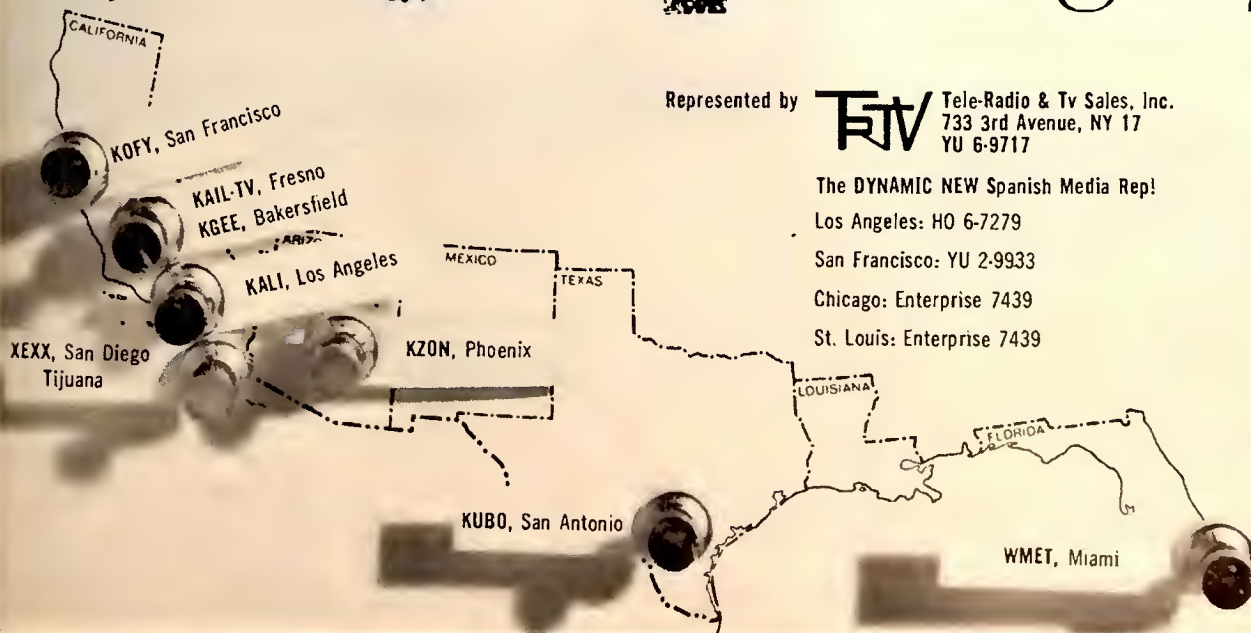 CALIFORNIA
Represented by
TRTV
Tele-Radio & Tv Sales, Inc.
733 3rd Avenue, NY 17
YU 6-9717
The DYNAMIC NEW Spanish Media Rep!
Los Angeles: HO 6-7279
San Francisco: YU 2-9933
Chicago: Enterprise 7439
St. Louis: Enterprise 7439
KOFY, San Francisco
KAIL-TV, Fresno
KGEE, Bakersfield
KALI, Los Angeles
MEXICO
TEXAS
XEXX, San Diego
Tijuana
KZON, Phoenix
LOUISIANA
FLORIDA
KUBO, San Antonio
WMET, Miami